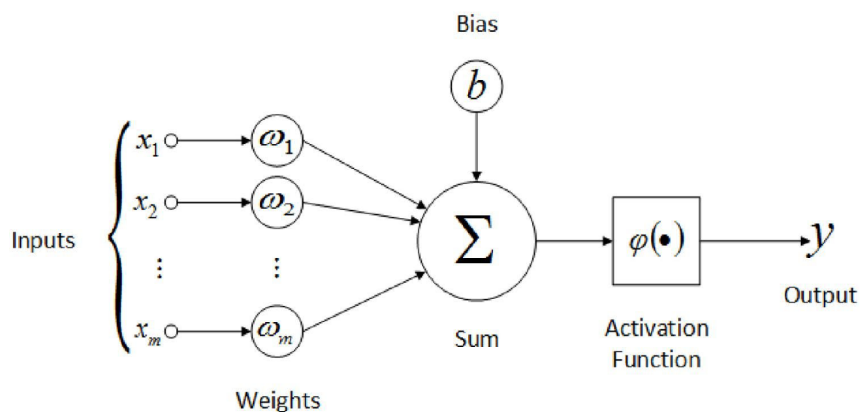 Bias
b
x₁ ω₁
x₂ ω₂
Inputs
⋮ ⋮
Σ
φ(•)
y
Output
xₘ ωₘ
Sum
Activation
Function
Weights